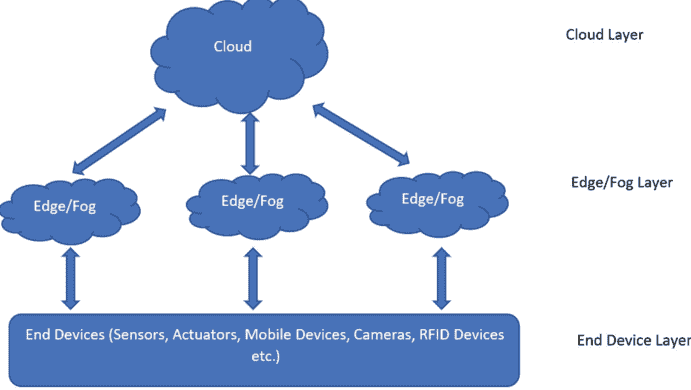 Cloud
Cloud Layer
Edge/Fog
Edge/Fog
Edge/Fog
Edge/Fog Layer
End Devices (Sensors, Actuators, Mobile Devices, Cameras, RFID Devices
etc.)
End Device Layer